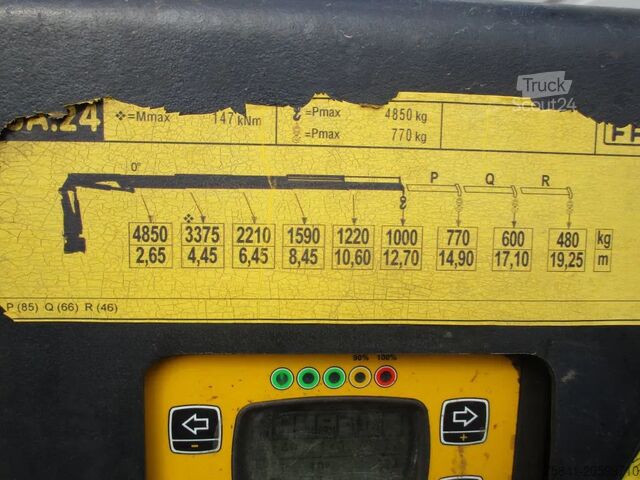 Truck
Scout24
A.24
❖=Mmax 147 kNm
=Pmax 4850 kg
=Pmax 770 kg
0°
P Q R
4850 3375 2210 1590 1220 1000 770 600 480 kg
2,65 4,45 6,45 8,45 10,60 12,70 14,90 17,10 19,25 m
P (85) Q (66) R (46)
90% 100%
-
+